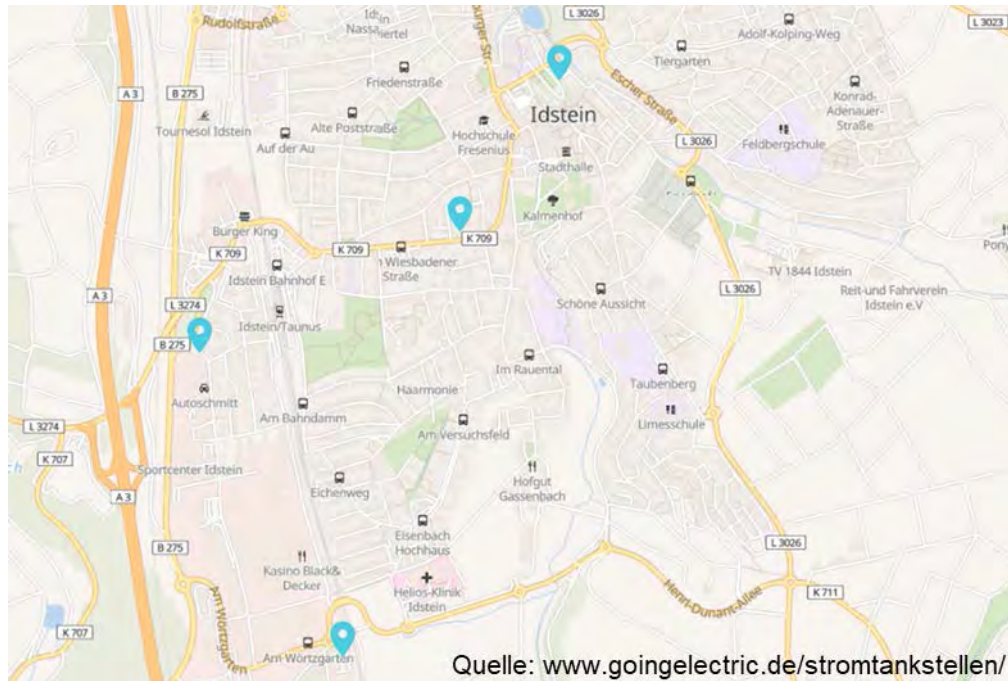 L 3026
L 3023
Ids in
Nassa iertel
Rudolfstraße
Adolf-Kolping-Weg
Tiergarten
Friedenstraße
Escher Straße
A 3
B 275
Idstein
Konrad-
Adenauer-
Straße
Tournesol Idstein
Alte Poststraße
Auf der Au
Hochschule
Fresenius
L 3026
Feldbergschule
Stadthalle
Kalmenhof
Burger King
K 709
K 709
K 709
Wiesbadener
Straße
Idstein Bahnhof E
TV 1844 Idstein
Reit-und Fahrverein
Idstein e.V
L 3026
A 3
L 3274
Schöne Aussicht
Idstein/Taunus
B 275
Im Rauental
Taubenberg
Autoschmitt
Haarmonie
Am Bahndamm
Am Versuchsfeld
Limesschule
L 3274
K 707
Sportcenter Idstein
Hofgut
Gassenbach
Eichenweg
A 3
Eisenbach
Hochhaus
B 275
L 3026
Kasino Black&
Decker
Helios-Klinik
Idstein
Henri-Dunant-Allee
K 711
Am Wörtzgarten
K 707
Am Wörtzgarten
Quelle: www.goingelectric.de/stromtankstellen/